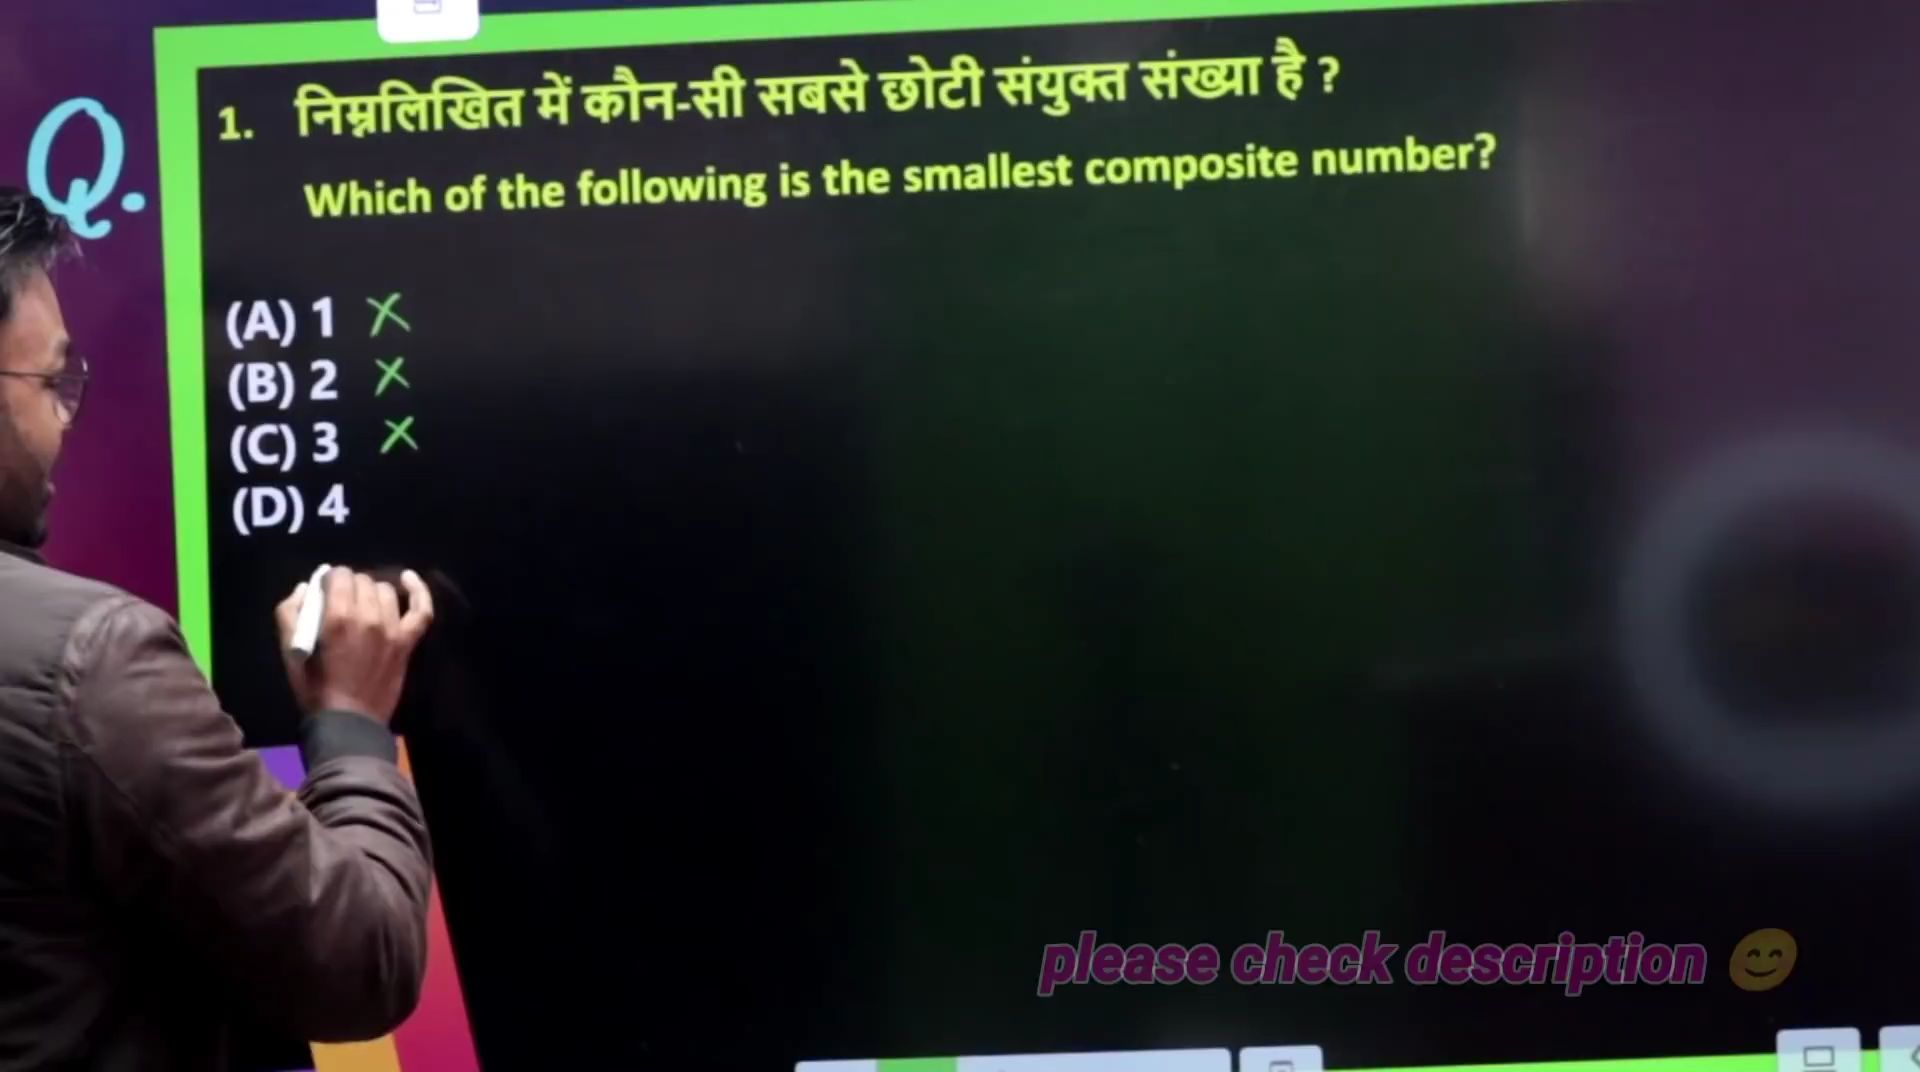 Q.
1. निम्नलिखित में कौन-सी सबसे छोटी संयुक्त संख्या है ?
Which of the following is the smallest composite number?
(A) 1 ✗
(B) 2 ✗
(C) 3 ✗
(D) 4
please check description 😊